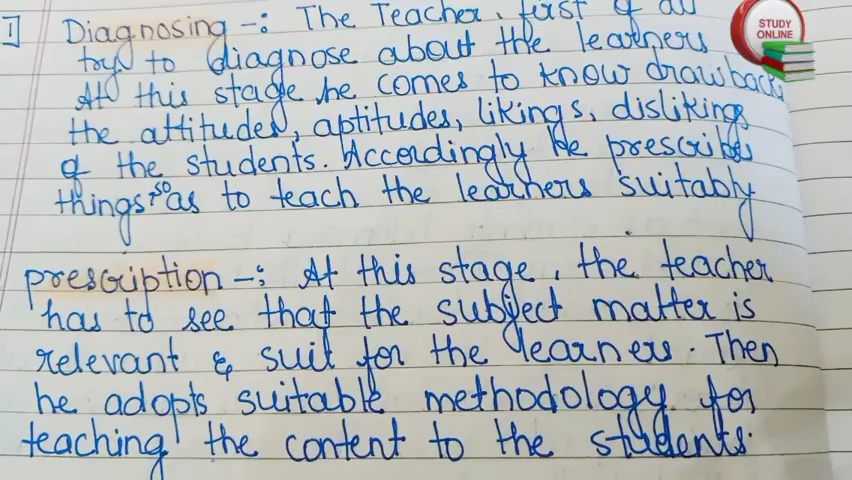 I] Diagnosing -: The Teacher, first of all
try to diagnose about the learners
At this stage he comes to know drawbacks
the attitudes, aptitudes, likings, dislikings
of the students. Accordingly he prescribes
things so as to teach the learners suitably
prescription -: At this stage, the teacher
has to see that the subject matter is
relevant & suit for the learners. Then
he adopts suitable methodology for
teaching the content to the students.
STUDY
ONLINE